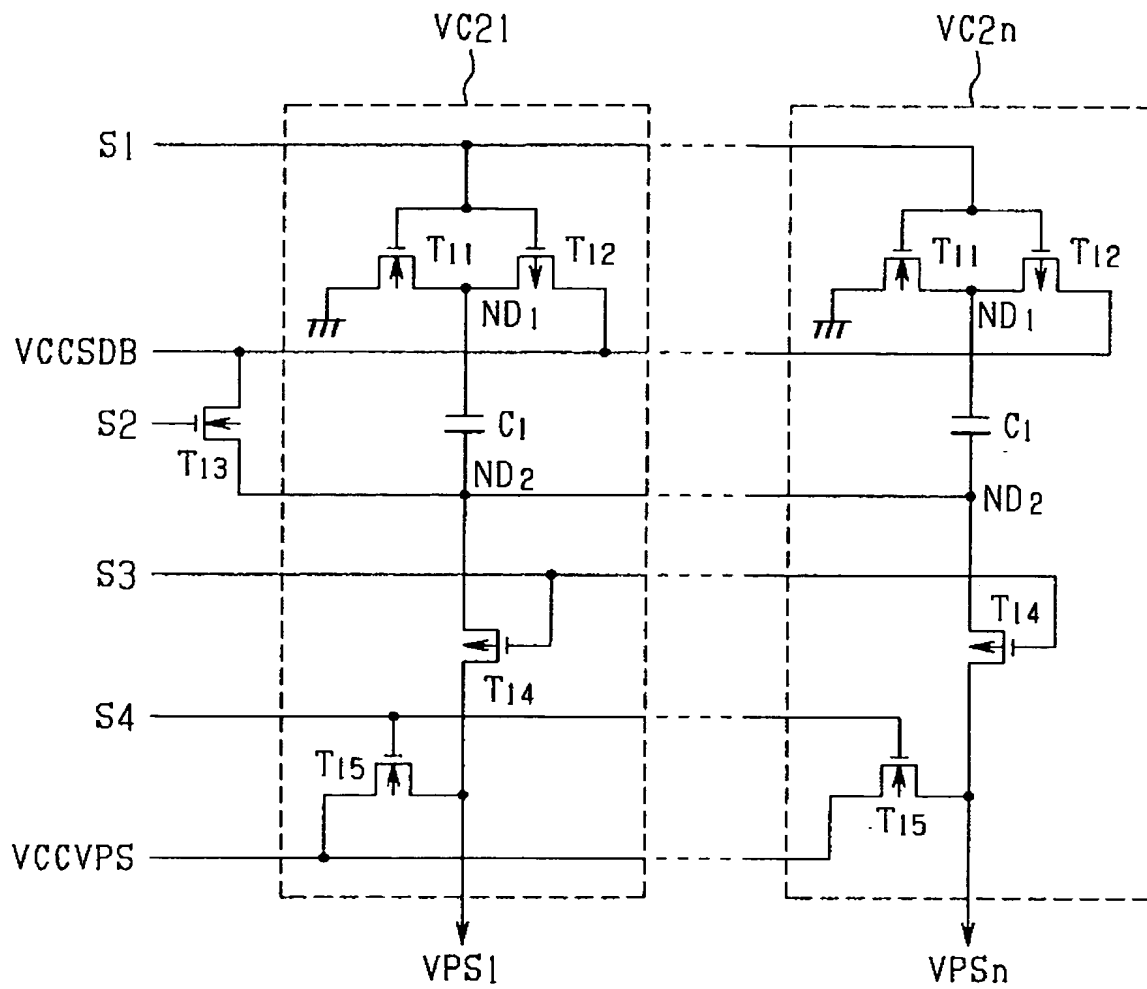 VC21 VC2n
S1
T11 T12 T11 T12
ND1 ND1
VCCSDB
S2 C1 C1
T13
ND2 ND2
S3
T14
T14
S4
T15
T15
VCCVPS
VPS1 VPSn